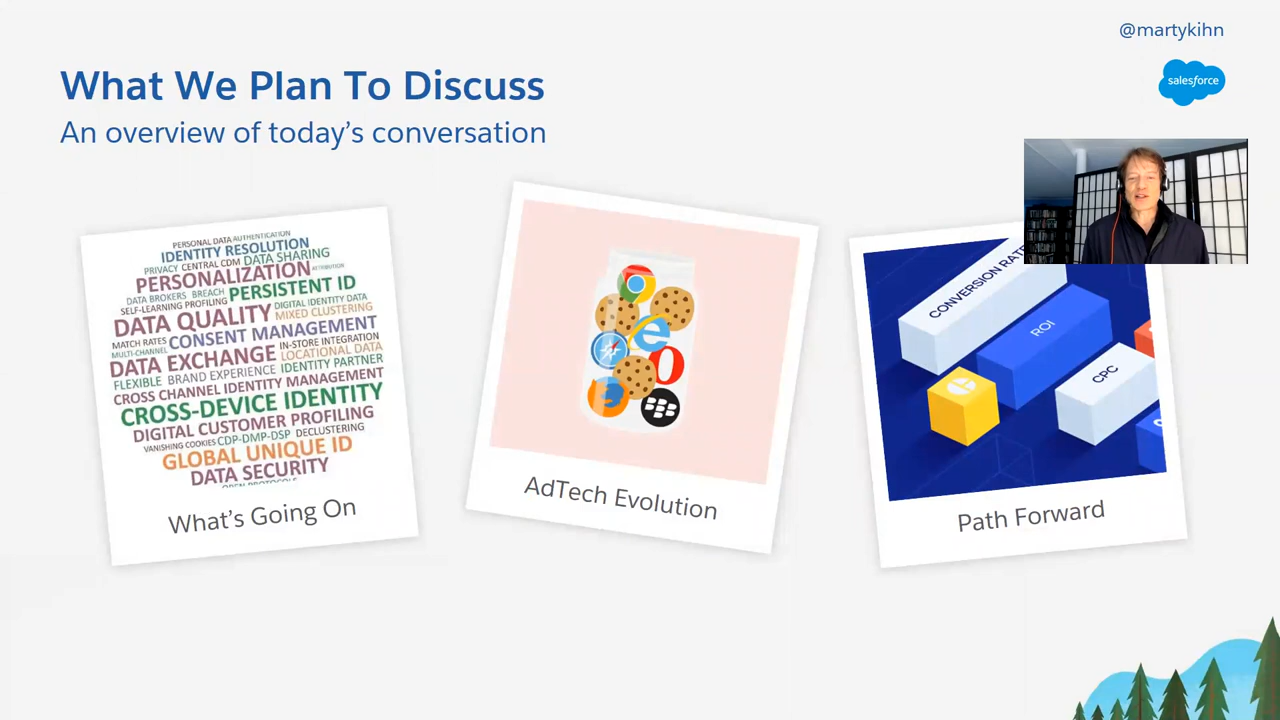 @martykihn
What We Plan To Discuss
An overview of today's conversation
salesforce
PERSONAL DATA AUTHENTICATION
IDENTITY RESOLUTION
PRIVACY CENTRAL CDM DATA SHARING
PERSONALIZATION ATTRIBUTION
DATA BROKERS BREACH PERSISTENT ID
SELF-LEARNING PROFILING DIGITAL IDENTITY DATA
DATA QUALITY MIXED CLUSTERING
MATCH RATES CONSENT MANAGEMENT
MULTI-CHANNEL IN-STORE INTEGRATION
DATA EXCHANGE LOCATIONAL DATA
FLEXIBLE BRAND EXPERIENCE IDENTITY PARTNER
CROSS CHANNEL IDENTITY MANAGEMENT
CROSS-DEVICE IDENTITY
DIGITAL CUSTOMER PROFILING
VANISHING COOKIES CDP-DMP-DSP DECLUSTERING
GLOBAL UNIQUE ID
DATA SECURITY
OPEN PROTOCOLS
What's Going On
AdTech Evolution
CONVERSION RATE
ROI
CPC
Path Forward